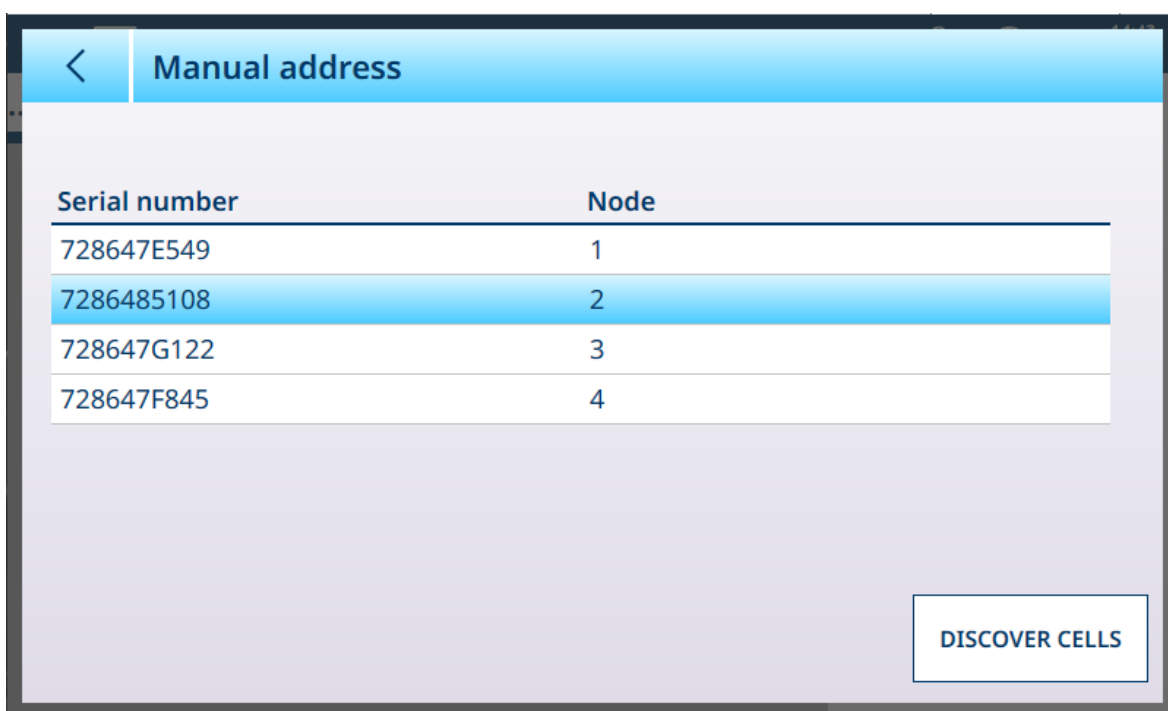 Manual address
Serial number Node
728647E549 1
7286485108 2
728647G122 3
728647F845 4
DISCOVER CELLS